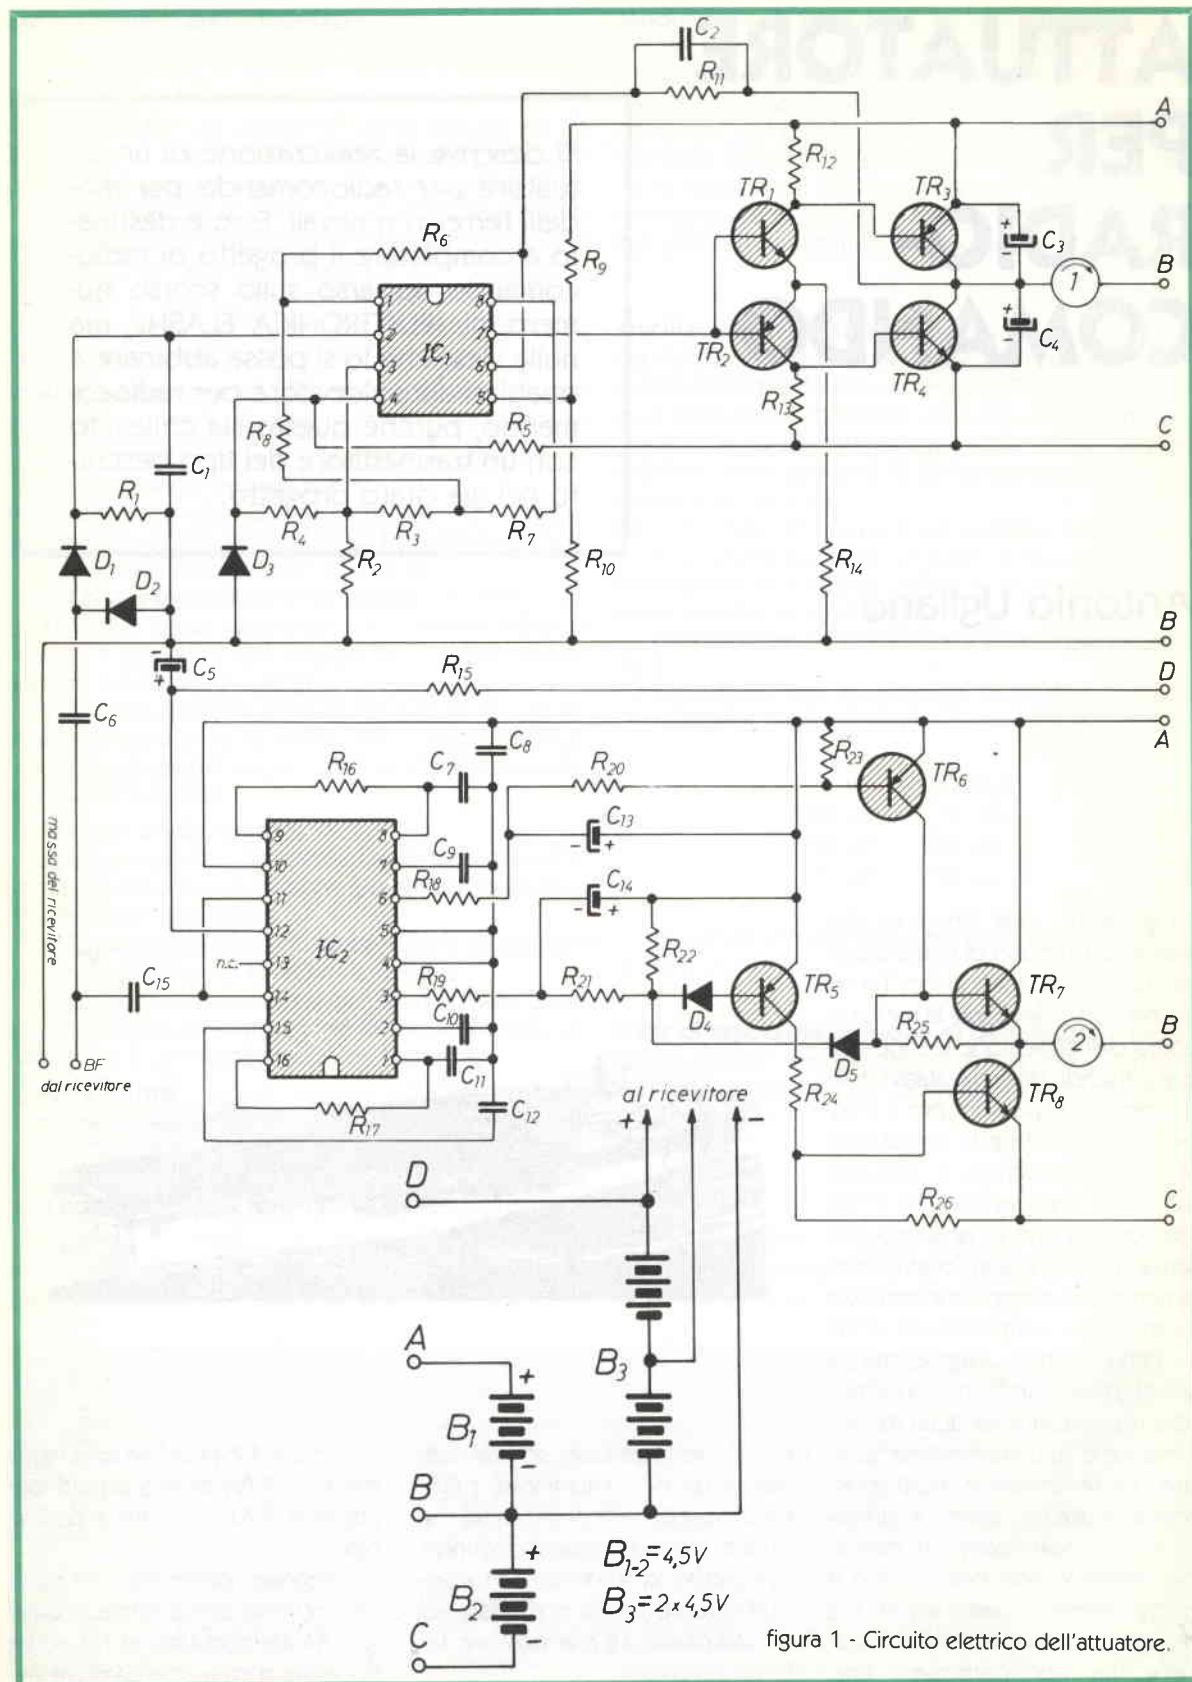 C2
R11
A
R12
TR1
TR3
R6
R9
C3
1
B
1
8
2
7
IC1
3
6
4
5
TR2
TR4
C4
R13
R8
R5
C
C1
R1
R4
R3
R7
D1
D2
D3
R2
R10
R14
B
C5
R15
D
C6
A
C8
R16
C7
R20
R23
TR6
massa del ricevitore
9
8
C13
10
7
C9
11
6
R18
C14
12
5
IC2
R22
n.c.
13
4
C15
14
3
R19
R21
TR5
TR7
D4
15
2
C10
R25
D5
2
B
BF
16
1
C11
dal ricevitore
R24
TR8
C12
al ricevitore
R17
+ -
D
R26
C
A
B3
B1
B
B1-2=4,5V
B3=2x4,5V
B2
C
figura 1 - Circuito elettrico dell'attuatore.